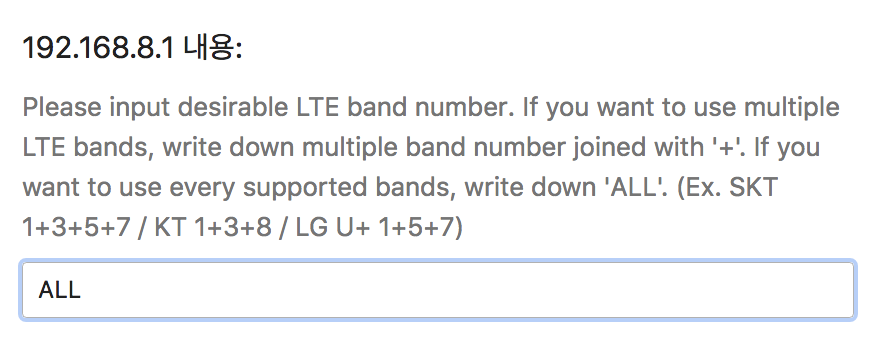 192.168.8.1 내용:
Please input desirable LTE band number. If you want to use multiple
LTE bands, write down multiple band number joined with '+'. If you
want to use every supported bands, write down 'ALL'. (Ex. SKT
1+3+5+7 / KT 1+3+8 / LG U+ 1+5+7)
ALL